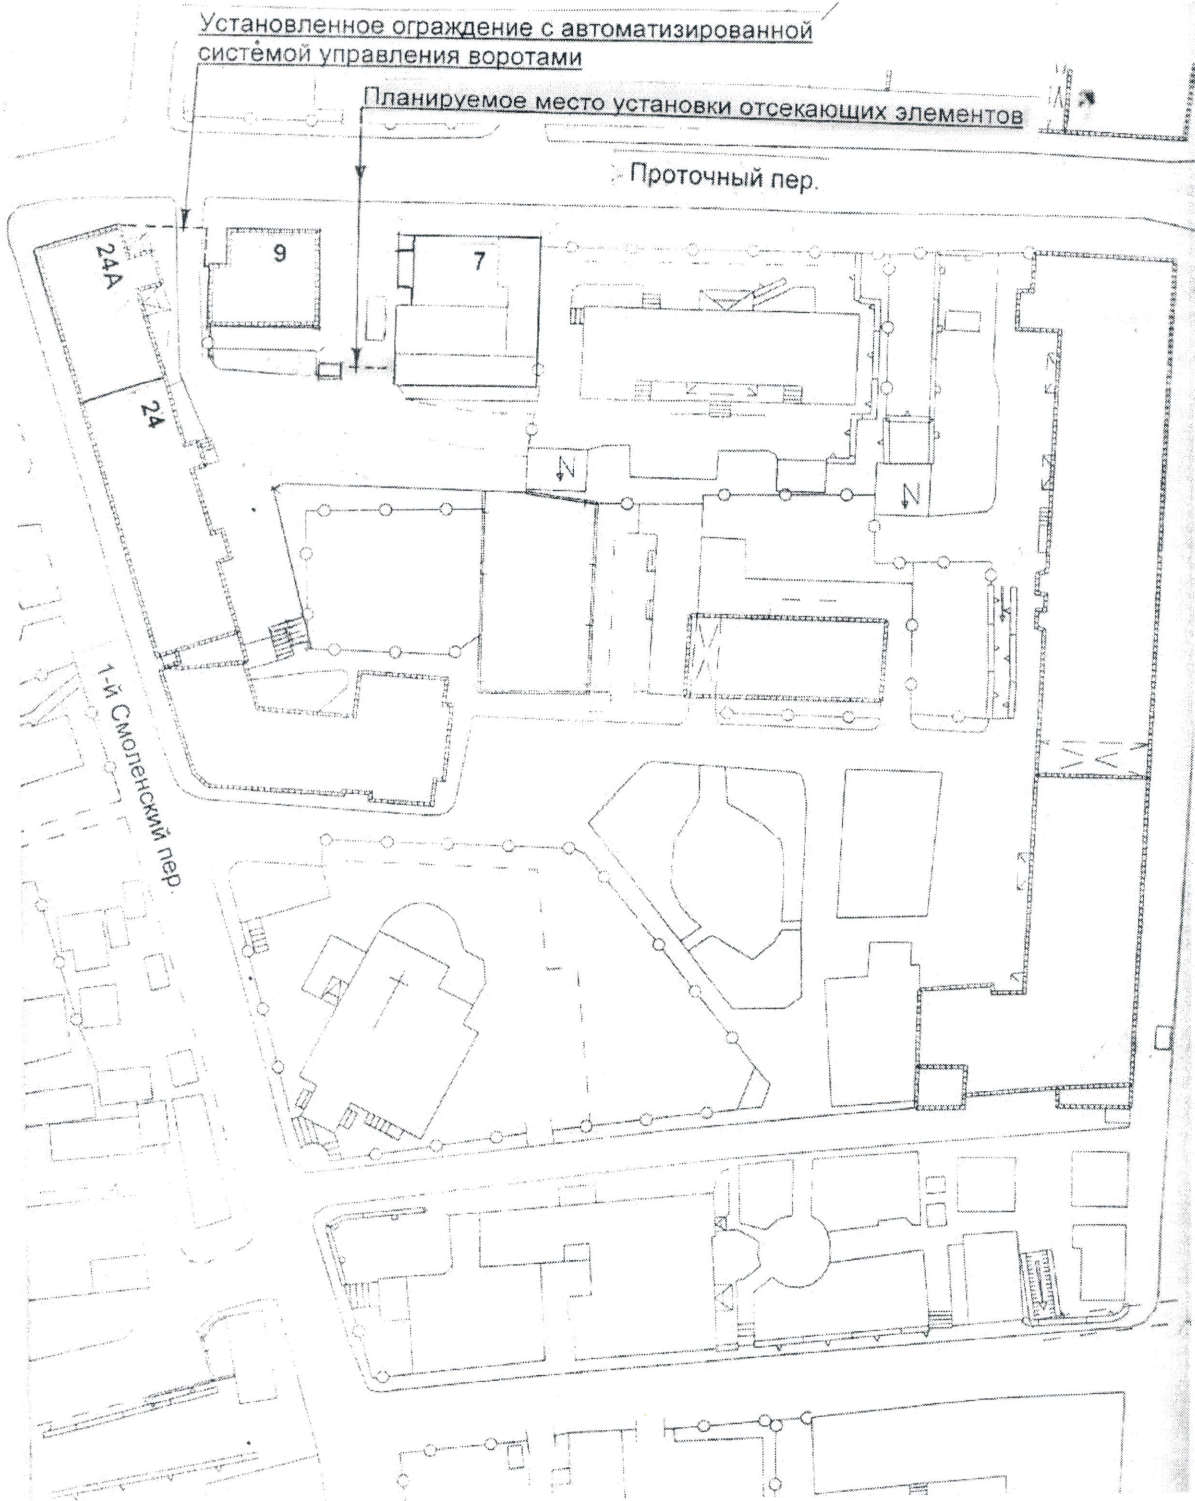 Установленное ограждение с автоматизированной
системой управления воротами
Планируемое место установки отсекающих элементов
Проточный пер.
24А
9
7
24
1-й Смоленский пер.